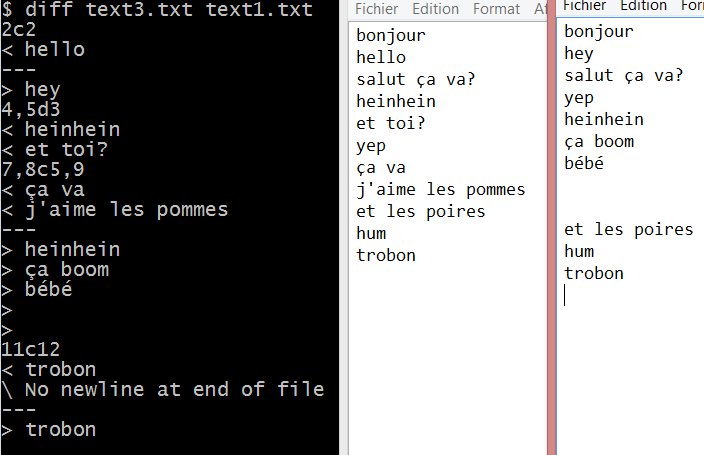 $ diff text3.txt text1.txt
2c2
< hello
---
> hey
4,5d3
< heinhein
< et toi?
7,8c5,9
< ça va
< j'aime les pommes
---
> heinhein
> ça boom
> bébé
>
>
11c12
< trobon
\ No newline at end of file
---
> trobon
Fichier Edition Format
bonjour
hello
salut ça va?
heinhein
et toi?
yep
ça va
j'aime les pommes
et les poires
hum
trobon
Fichier Edition
bonjour
hey
salut ça va?
yep
heinhein
ça boom
bébé
et les poires
hum
trobon